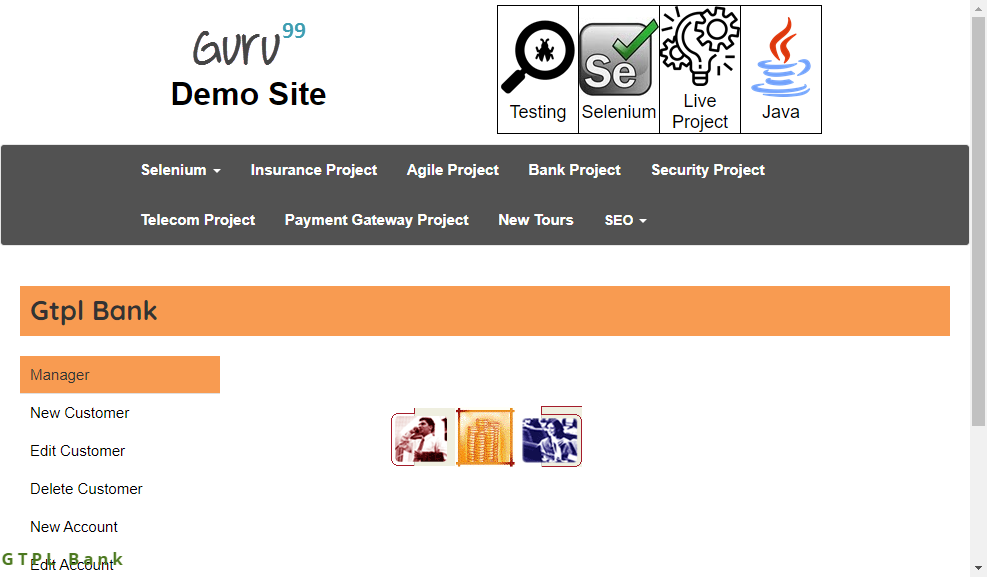 Guru99
Demo Site
Testing
Se
Selenium
Live
Project
Java
Selenium Insurance Project Agile Project Bank Project Security Project
Telecom Project Payment Gateway Project New Tours SEO
Gtpl Bank
Manager
New Customer
Edit Customer
Delete Customer
New Account
GTPL Bank
Edit Account